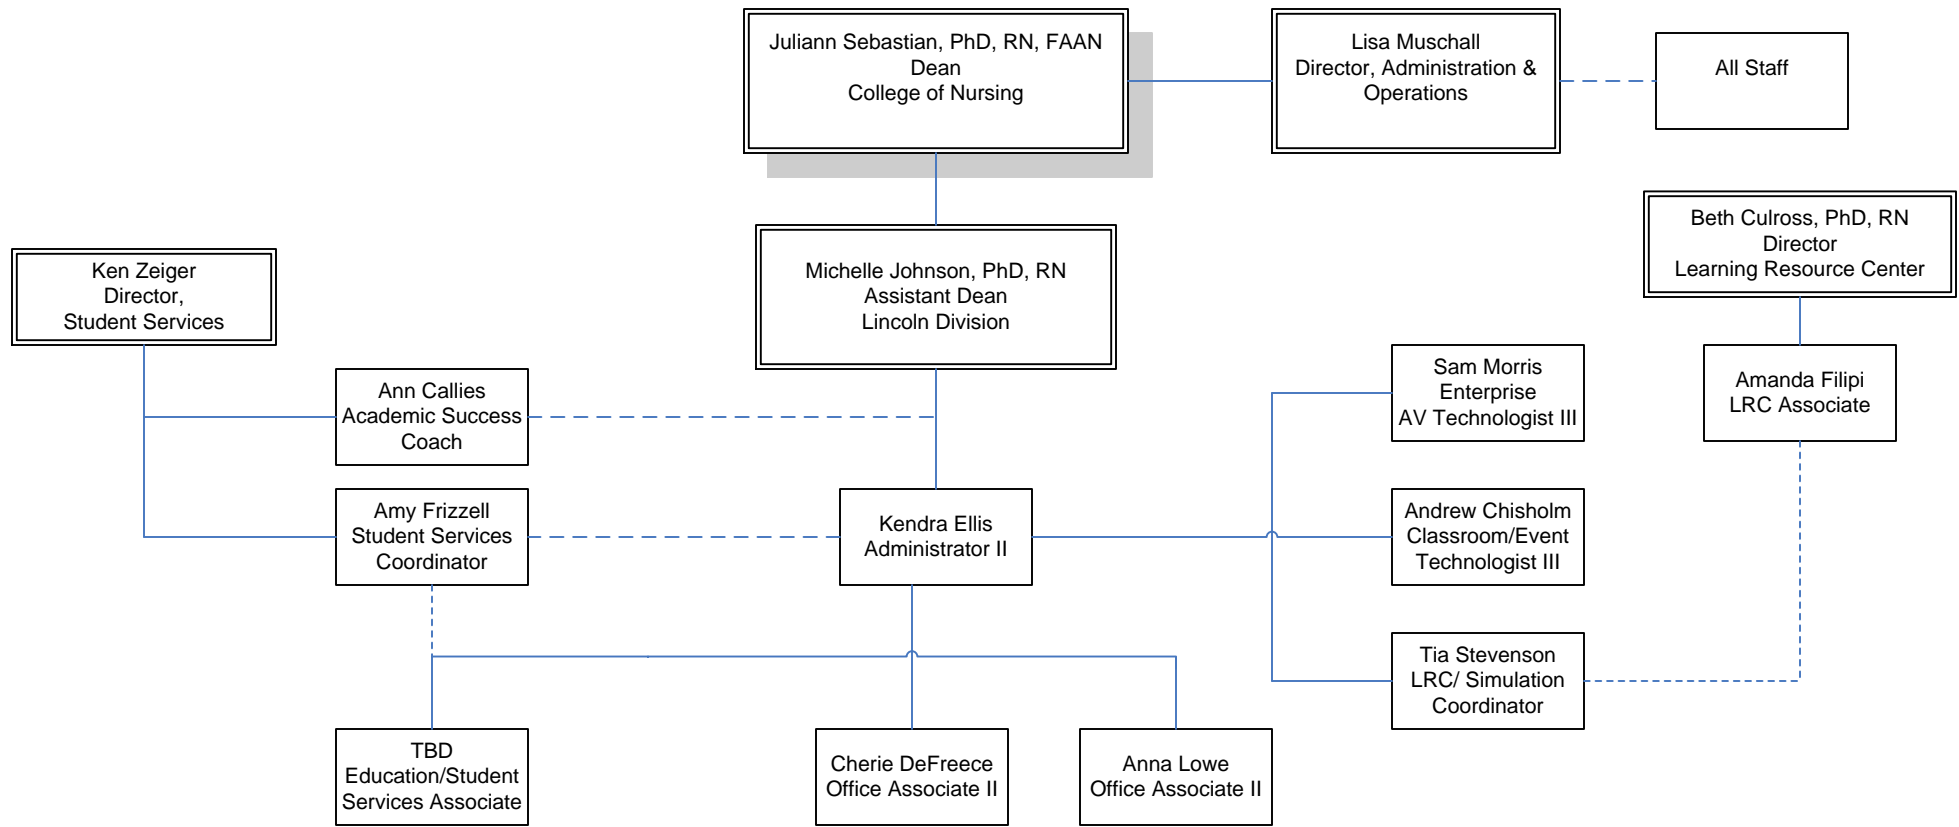 Juliann Sebastian, PhD, RN, FAAN
Dean
College of Nursing
Lisa Muschall
Director, Administration &
Operations
All Staff
Beth Culross, PhD, RN
Director
Learning Resource Center
Ken Zeiger
Director,
Student Services
Michelle Johnson, PhD, RN
Assistant Dean
Lincoln Division
Ann Callies
Academic Success
Coach
Sam Morris
Enterprise
AV Technologist III
Amanda Filipi
LRC Associate
Amy Frizzell
Student Services
Coordinator
Kendra Ellis
Administrator II
Andrew Chisholm
Classroom/Event
Technologist III
Tia Stevenson
LRC/ Simulation
Coordinator
TBD
Education/Student
Services Associate
Cherie DeFreece
Office Associate II
Anna Lowe
Office Associate II